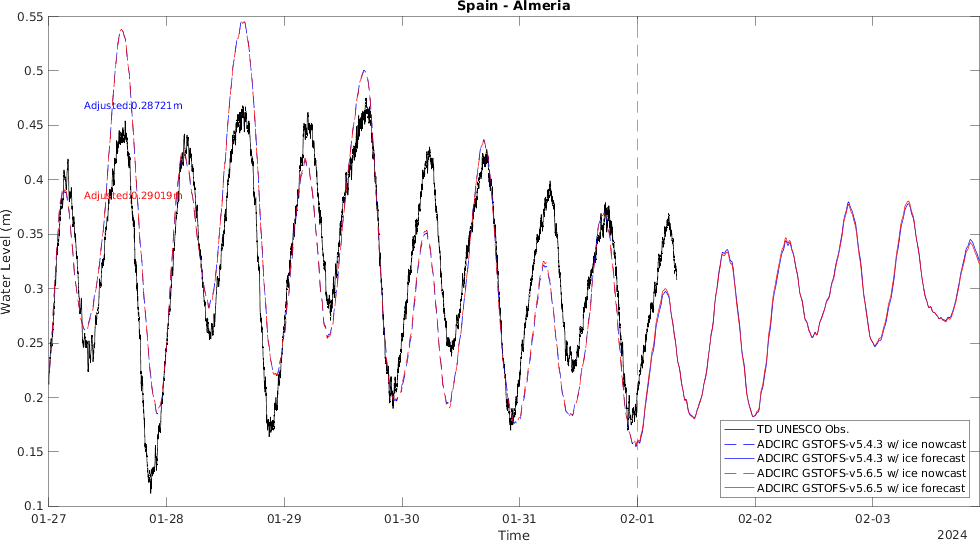 Spain - Almeria
0.55
0.5
0.45
0.4
0.35
0.3
0.25
0.2
0.15
0.1
Water Level (m)
Adjusted:0.28721m
Adjusted:0.29019m
TD UNESCO Obs.
ADCIRC GSTOFS-v5.4.3 w/ ice nowcast
ADCIRC GSTOFS-v5.4.3 w/ ice forecast
ADCIRC GSTOFS-v5.6.5 w/ ice nowcast
ADCIRC GSTOFS-v5.6.5 w/ ice forecast
01-27 01-28 01-29 01-30 01-31 02-01 02-02 02-03
Time
2024